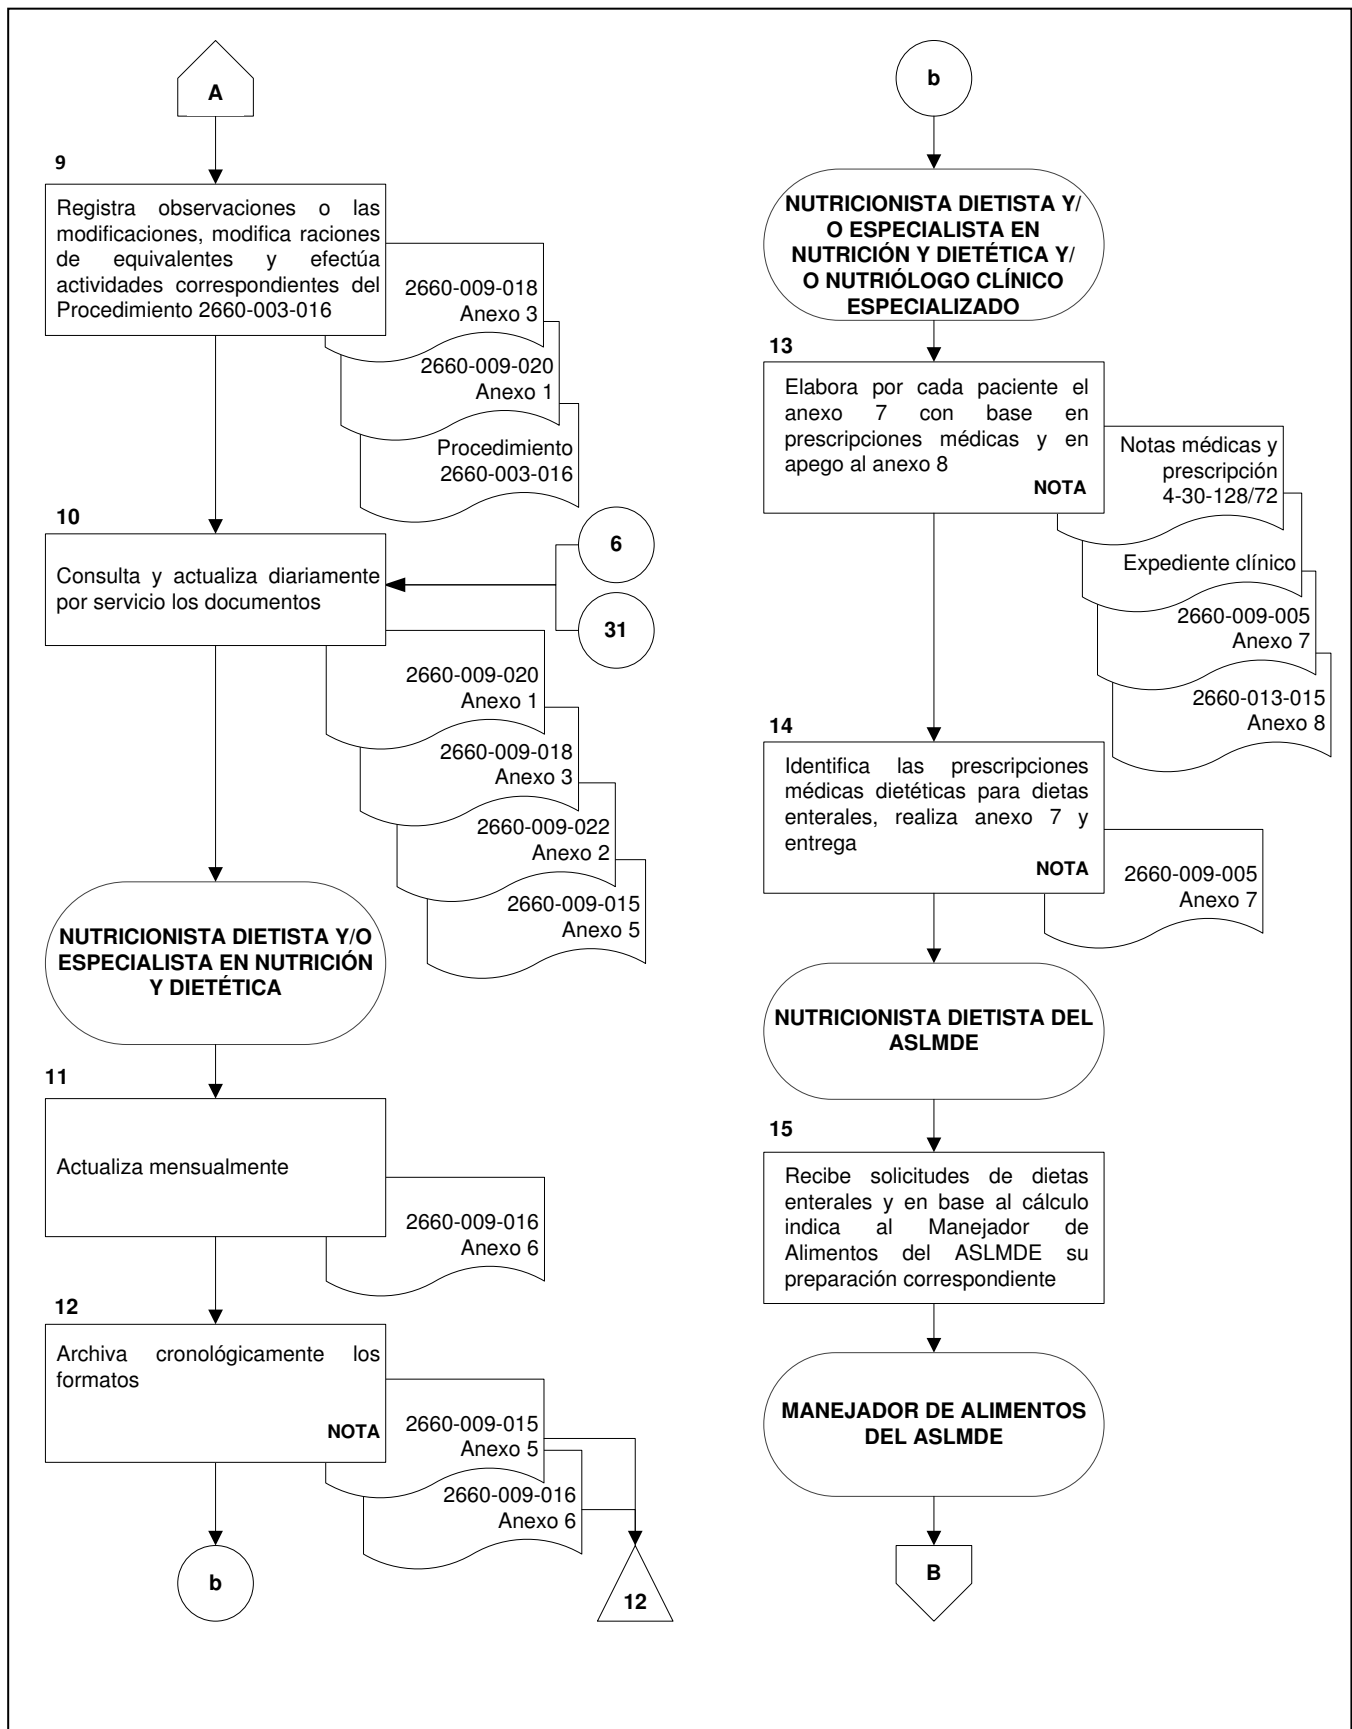 A
9
Registra observaciones o las
modificaciones, modifica raciones
de equivalentes y efectúa
actividades correspondientes del
Procedimiento 2660-003-016
2660-009-018
Anexo 3
2660-009-020
Anexo 1
Procedimiento
2660-003-016
10
Consulta y actualiza diariamente
por servicio los documentos
6
31
2660-009-020
Anexo 1
2660-009-018
Anexo 3
2660-009-022
Anexo 2
2660-009-015
Anexo 5
NUTRICIONISTA DIETISTA Y/O
ESPECIALISTA EN NUTRICIÓN
Y DIETÉTICA
11
Actualiza mensualmente
2660-009-016
Anexo 6
12
Archiva cronológicamente los
formatos
NOTA
2660-009-015
Anexo 5
2660-009-016
Anexo 6
b
12
b
NUTRICIONISTA DIETISTA Y/
O ESPECIALISTA EN
NUTRICIÓN Y DIETÉTICA Y/
O NUTRIÓLOGO CLÍNICO
ESPECIALIZADO
13
Elabora por cada paciente el
anexo 7 con base en
prescripciones médicas y en
apego al anexo 8
NOTA
Notas médicas y
prescripción
4-30-128/72
Expediente clínico
2660-009-005
Anexo 7
2660-013-015
Anexo 8
14
Identifica las prescripciones
médicas dietéticas para dietas
enterales, realiza anexo 7 y
entrega
NOTA
2660-009-005
Anexo 7
NUTRICIONISTA DIETISTA DEL
ASLMDE
15
Recibe solicitudes de dietas
enterales y en base al cálculo
indica al Manejador de
Alimentos del ASLMDE su
preparación correspondiente
MANEJADOR DE ALIMENTOS
DEL ASLMDE
B